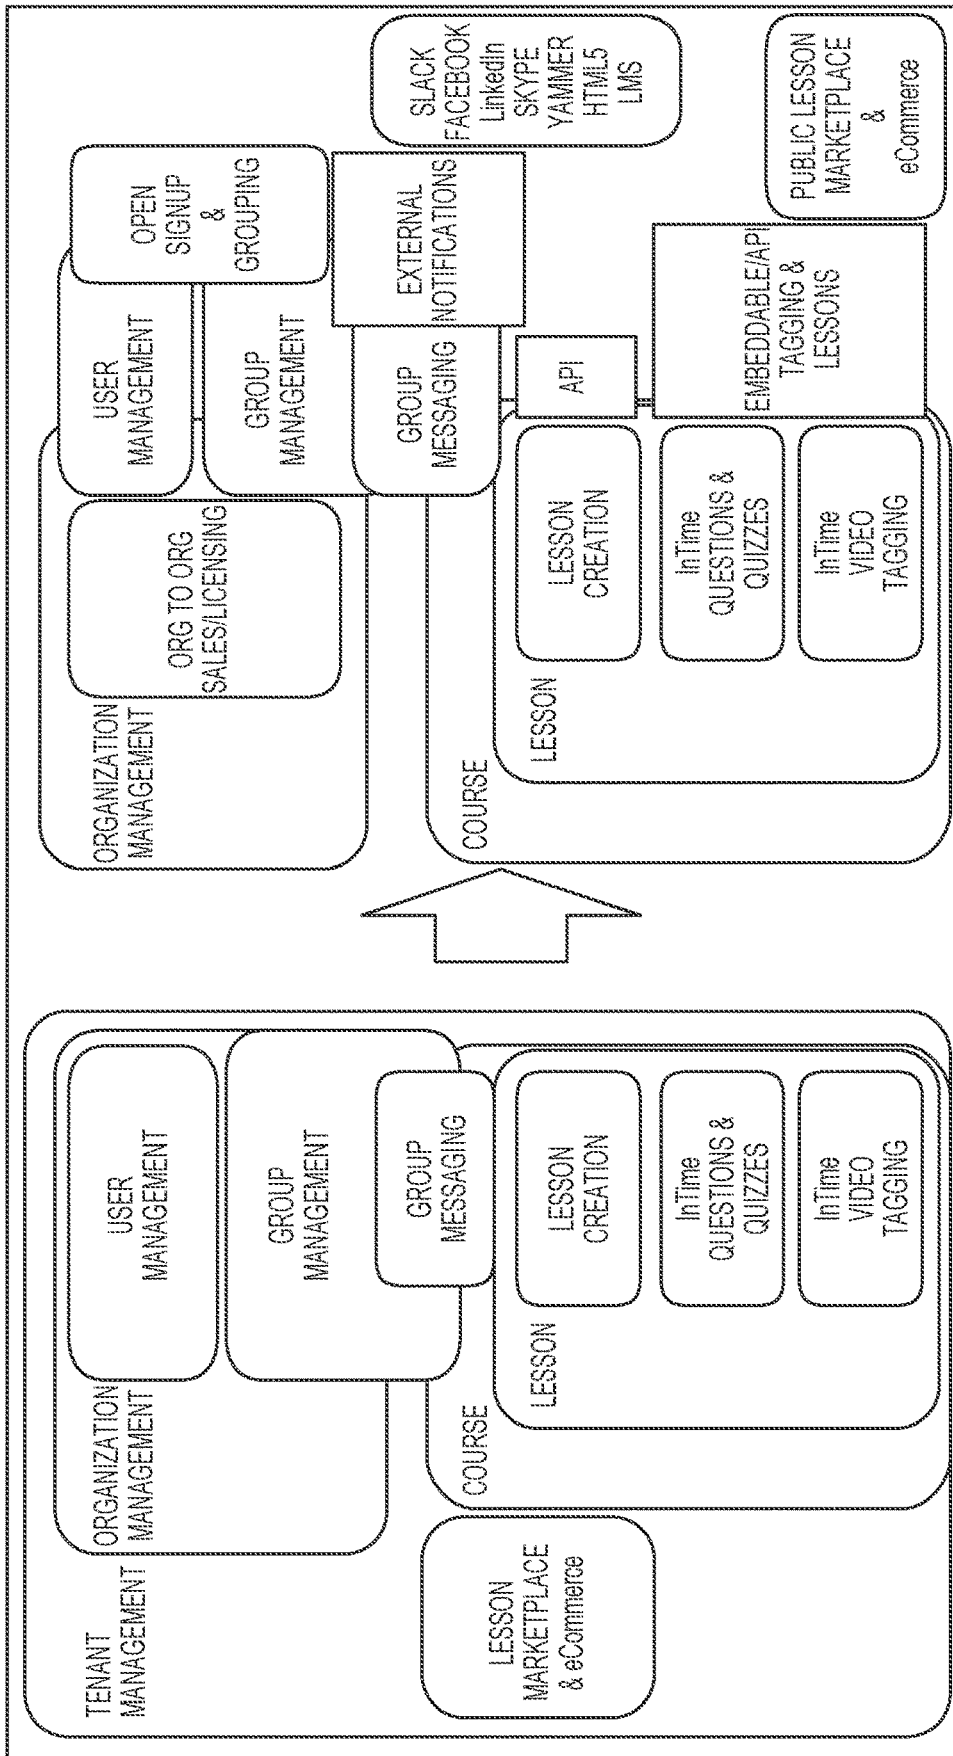 TENANT
MANAGEMENT
ORGANIZATION
MANAGEMENT
USER
MANAGEMENT
GROUP
MANAGEMENT
GROUP
MESSAGING
LESSON
MARKETPLACE
& eCommerce
COURSE
LESSON
LESSON
CREATION
InTime
QUESTIONS &
QUIZZES
InTime
VIDEO
TAGGING
ORGANIZATION
MANAGEMENT
ORG TO ORG
SALES/LICENSING
USER
MANAGEMENT
OPEN
SIGNUP
&
GROUPING
GROUP
MANAGEMENT
GROUP
MESSAGING
EXTERNAL
NOTIFICATIONS
SLACK
FACEBOOK
LinkedIn
SKYPE
YAMMER
HTML5
LMS
COURSE
LESSON
LESSON
CREATION
API
InTime
QUESTIONS &
QUIZZES
InTime
VIDEO
TAGGING
EMBEDDABLE/API
TAGGING &
LESSONS
PUBLIC LESSON
MARKETPLACE
&
eCommerce